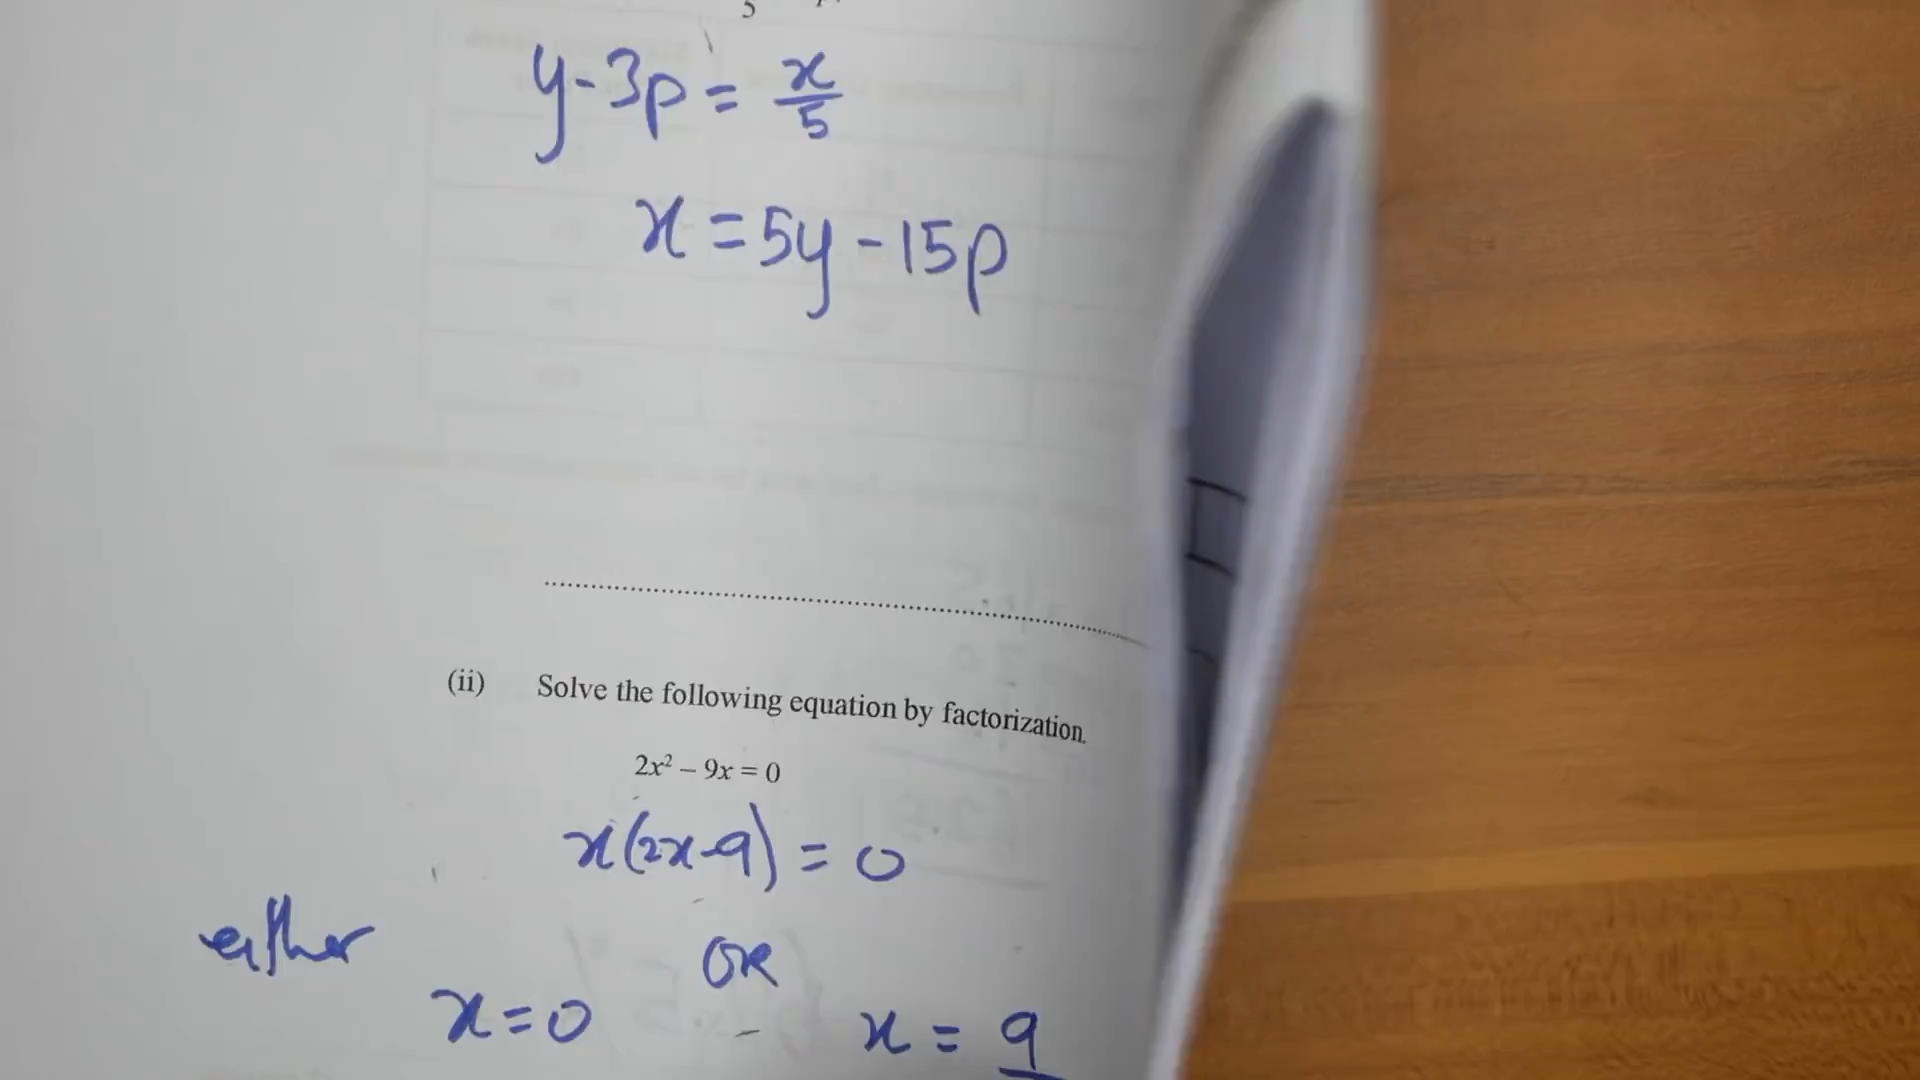 5
y-3p = x/5
x = 5y - 15p
(ii) Solve the following equation by factorization.
2x² – 9x = 0
x(2x-9) = 0
either OR
x=0 x = 9